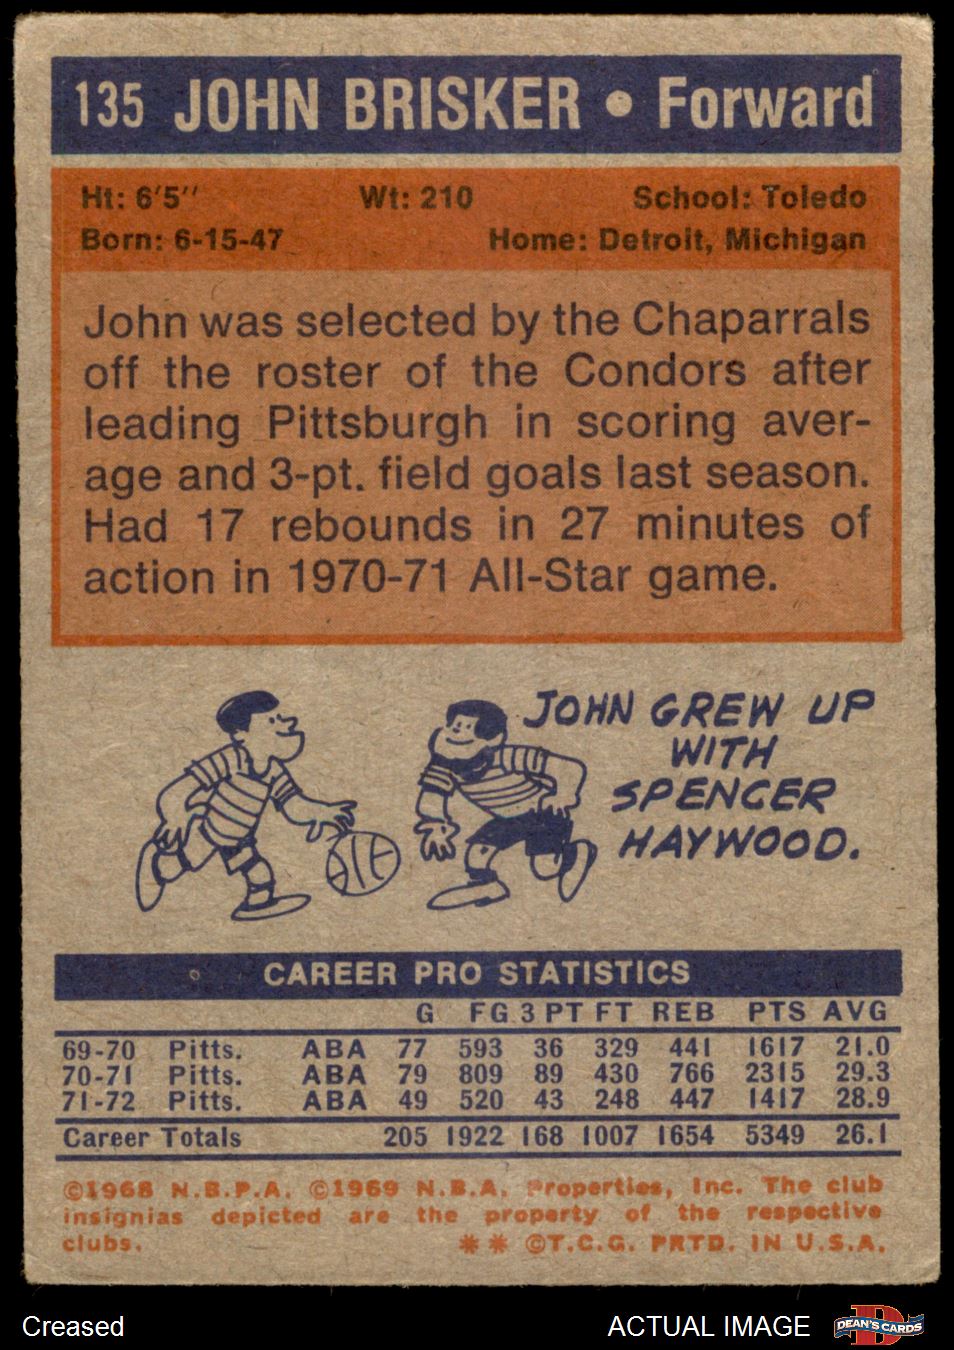 135 JOHN BRISKER • Forward
Ht: 6'5'' Wt: 210 School: Toledo
Born: 6-15-47 Home: Detroit, Michigan
John was selected by the Chaparrals
off the roster of the Condors after
leading Pittsburgh in scoring aver-
age and 3-pt. field goals last season.
Had 17 rebounds in 27 minutes of
action in 1970-71 All-Star game.
JOHN GREW UP
WITH
SPENCER
HAYWOOD.
CAREER PRO STATISTICS
G FG 3 PT FT REB PTS AVG
69-70 Pitts. ABA 77 593 36 329 441 1617 21.0
70-71 Pitts. ABA 79 809 89 430 766 2315 29.3
71-72 Pitts. ABA 49 520 43 248 447 1417 28.9
Career Totals 205 1922 168 1007 1654 5349 26.1
©1968 N.B.P.A. ©1969 N.B.A. Properties, Inc. The club
insignias depicted are the property of the respective
clubs. ** ©T.C.G. PRTD. IN U.S.A.
Creased ACTUAL IMAGE DEAN'S CARDS